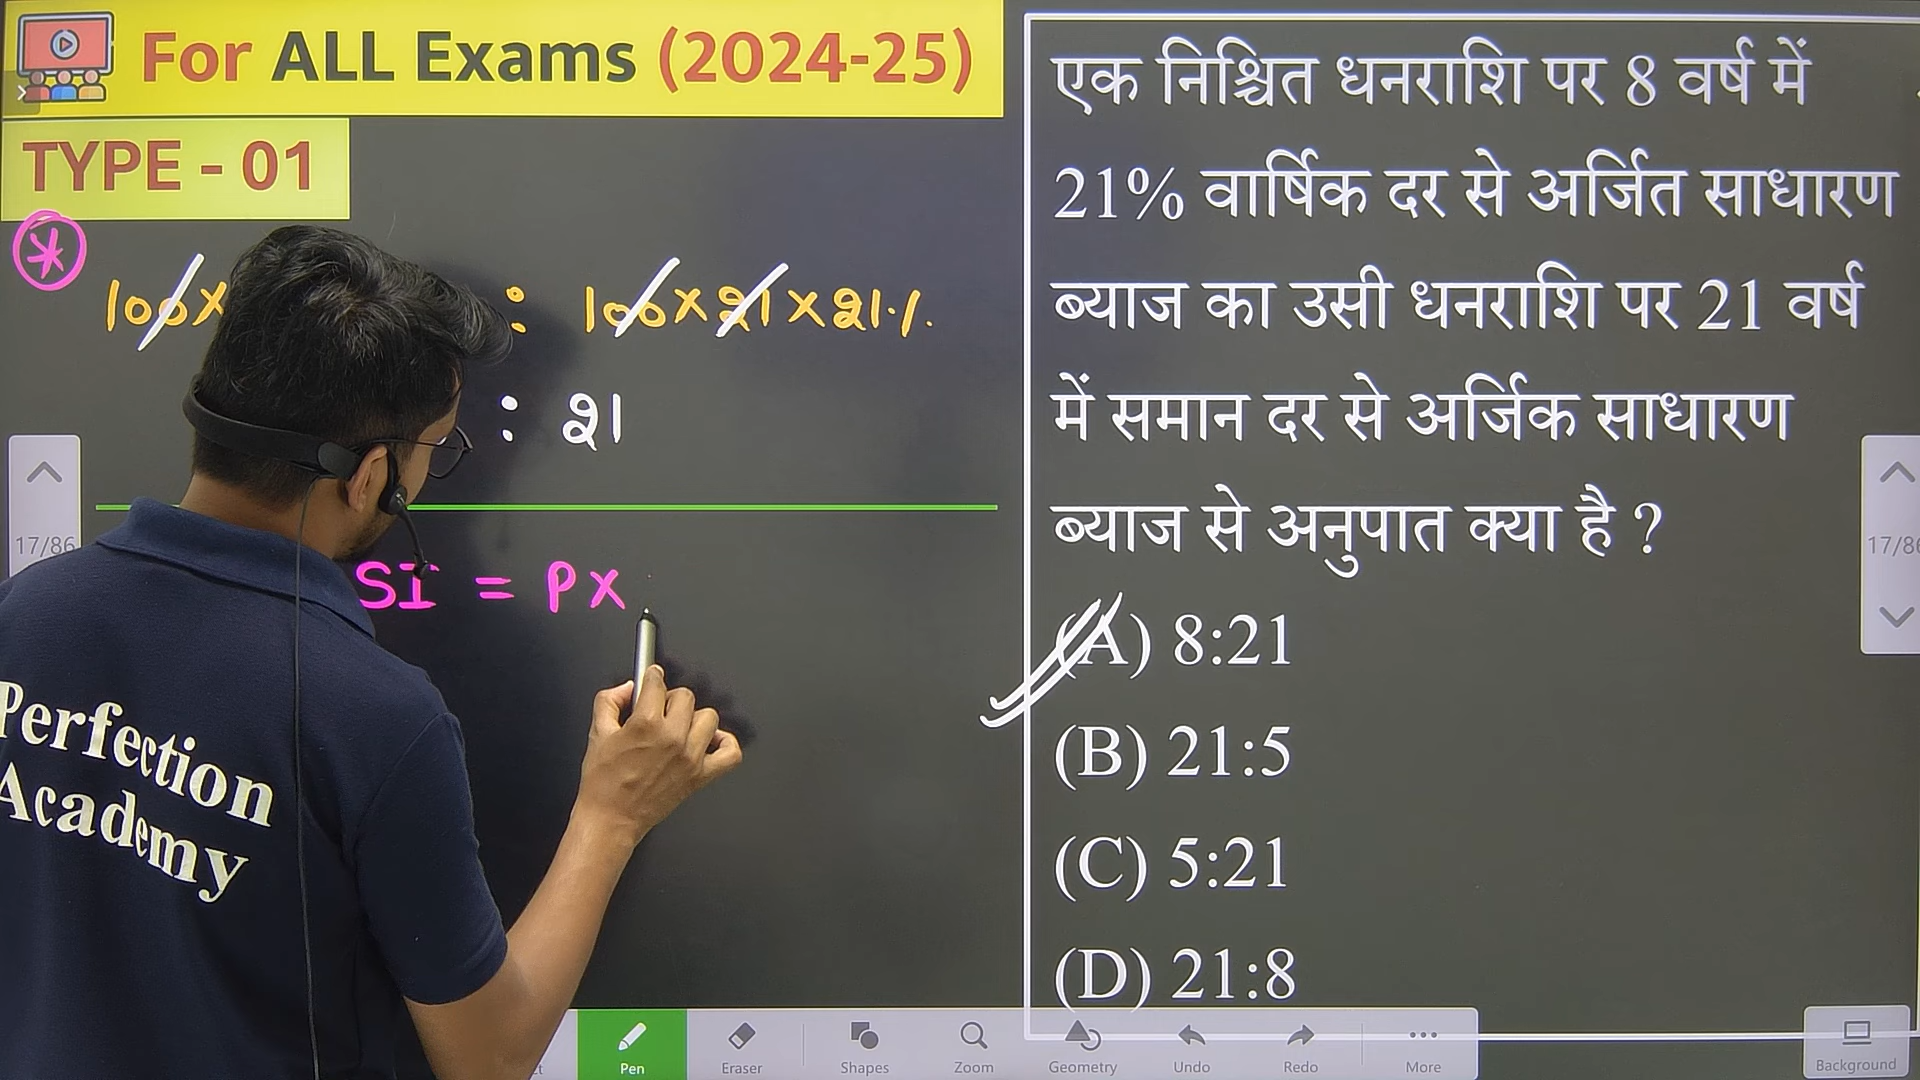 For ALL Exams (2024-25)
TYPE - 01
100× : 100×21×21%
: 21
SI = P×
एक निश्चित धनराशि पर 8 वर्ष में
21% वार्षिक दर से अर्जित साधारण
ब्याज का उसी धनराशि पर 21 वर्ष
में समान दर से अर्जिक साधारण
ब्याज से अनुपात क्या है ?
(A) 8:21
(B) 21:5
(C) 5:21
(D) 21:8
17/86
17/86
Perfection
Academy
Pen
Eraser
Shapes
Zoom
Geometry
Undo
Redo
More
Background